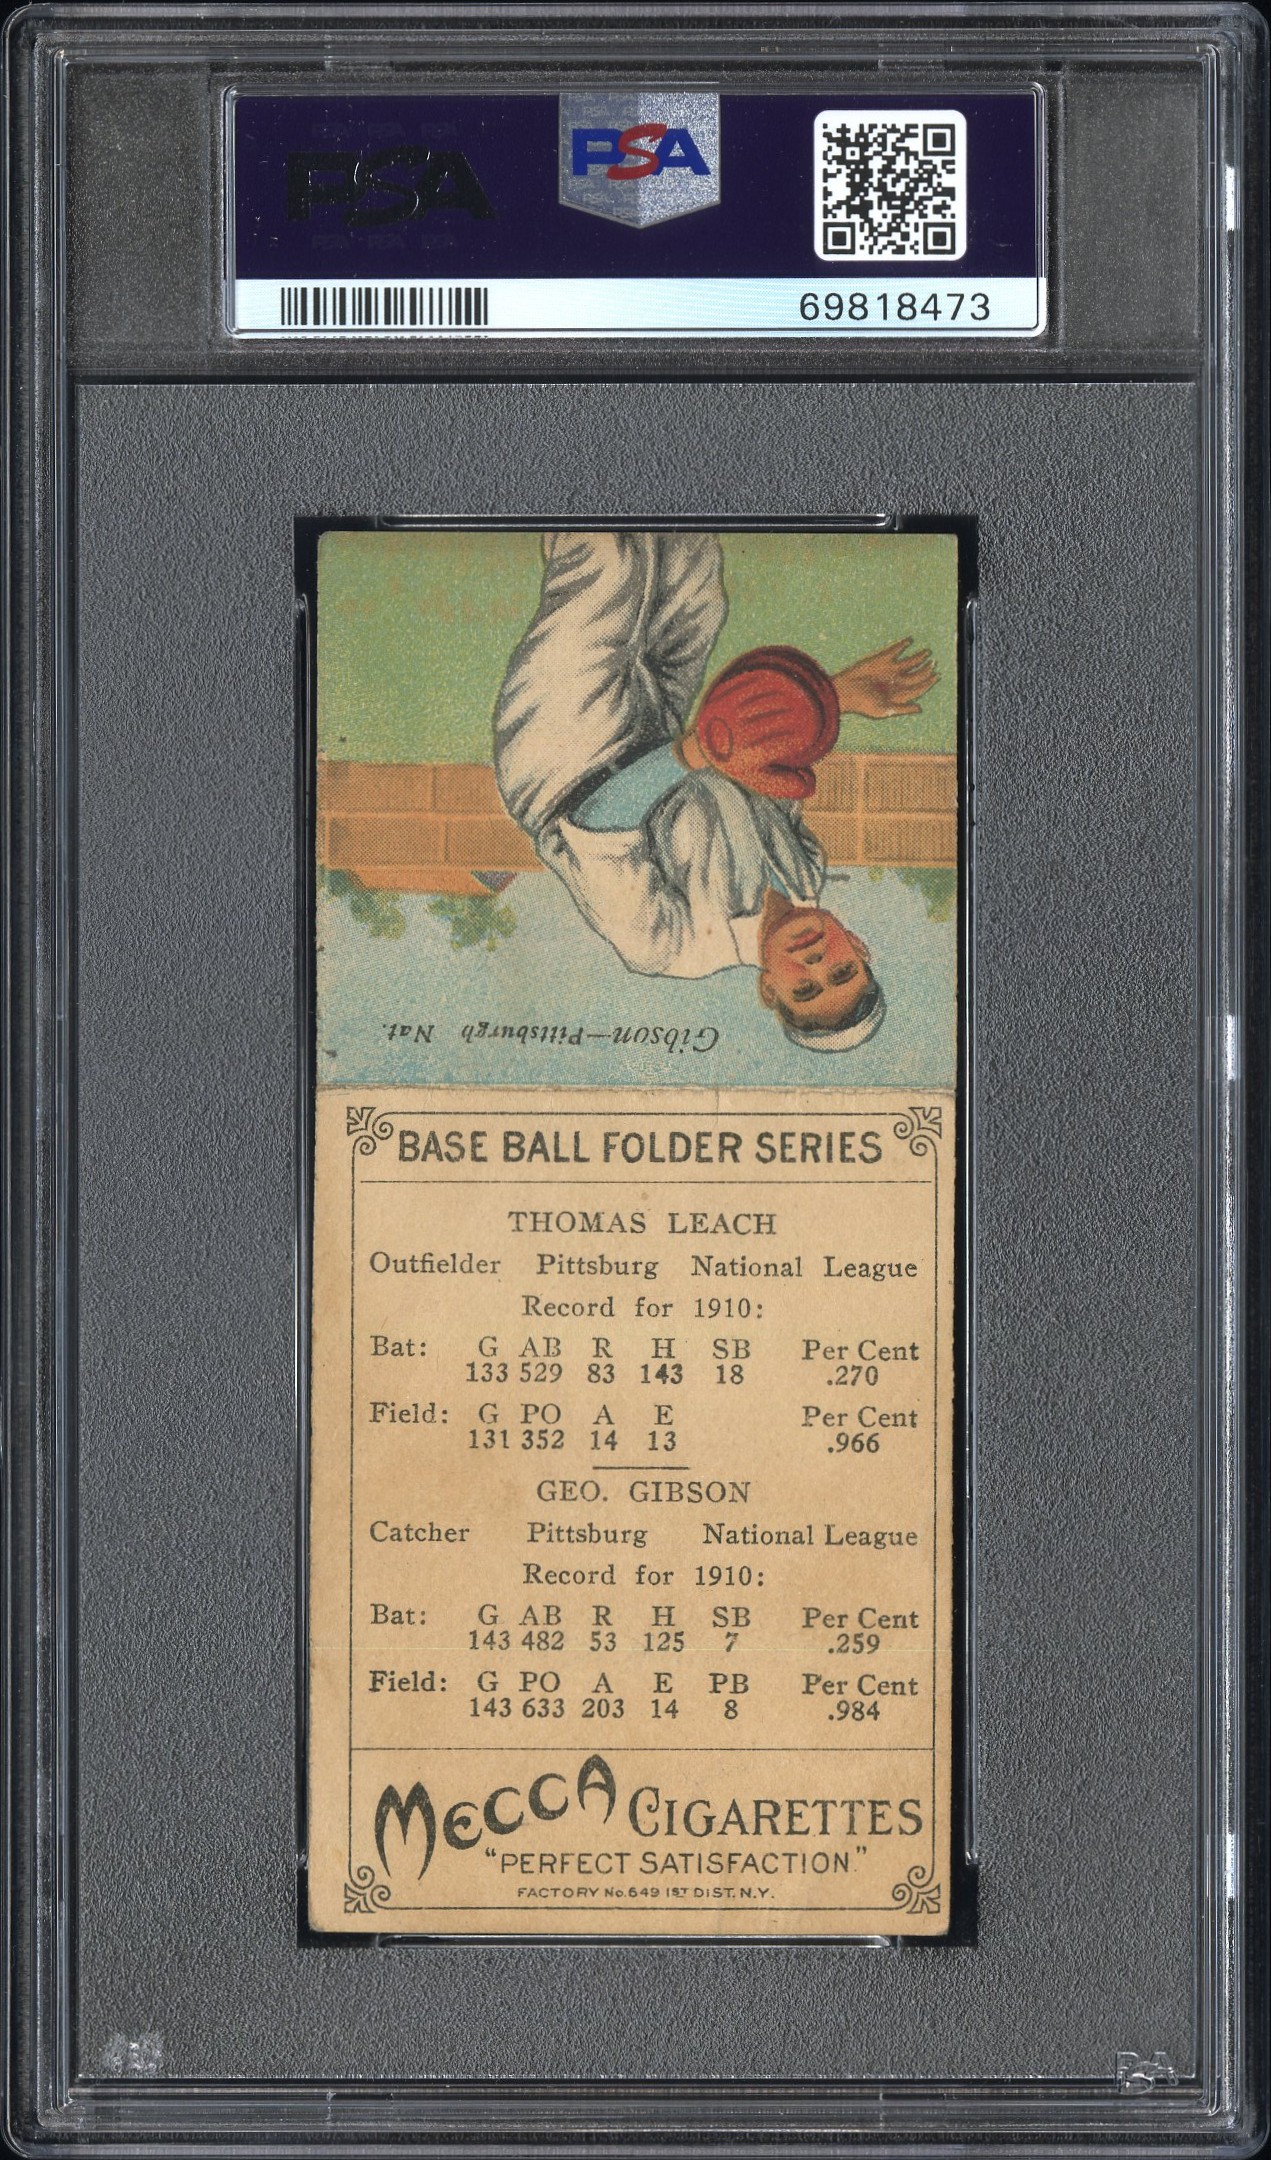 PSA
PSA
69818473
Gibson—Pittsburgh Nat.
BASE BALL FOLDER SERIES
THOMAS LEACH
Outfielder Pittsburg National League
Record for 1910:
Bat: G AB R H SB Per Cent
133 529 83 143 18 .270
Field: G PO A E Per Cent
131 352 14 13 .966
GEO. GIBSON
Catcher Pittsburg National League
Record for 1910:
Bat: G AB R H SB Per Cent
143 482 53 125 7 .259
Field: G PO A E PB Per Cent
143 633 203 14 8 .984
MECCA CIGARETTES
"PERFECT SATISFACTION."
FACTORY No. 649 1ST DIST. N.Y.
PSA